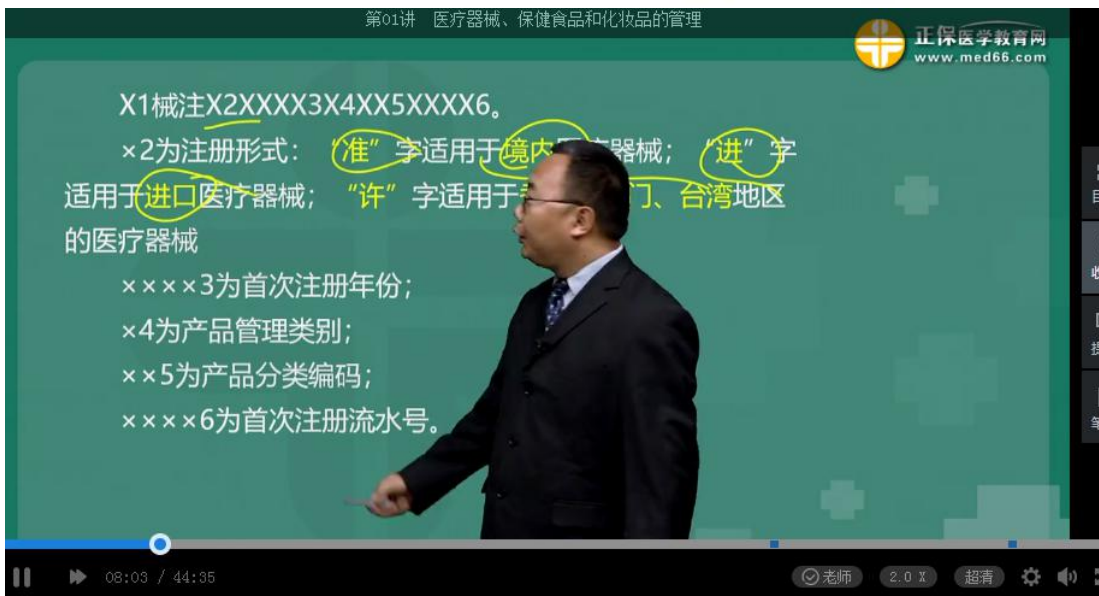 第01讲 医疗器械、保健食品和化妆品的管理
正保医学教育网
www.med66.com
X1械注X2XXXX3X4XX5XXXX6。
×2为注册形式：“准”字适用于境内 器械；“进”字
适用于进口医疗器械；“许”字适用于 门、台湾地区
的医疗器械
××××3为首次注册年份；
×4为产品管理类别；
××5为产品分类编码；
××××6为首次注册流水号。
08:03 / 44:35
老师
2.0 X
超清